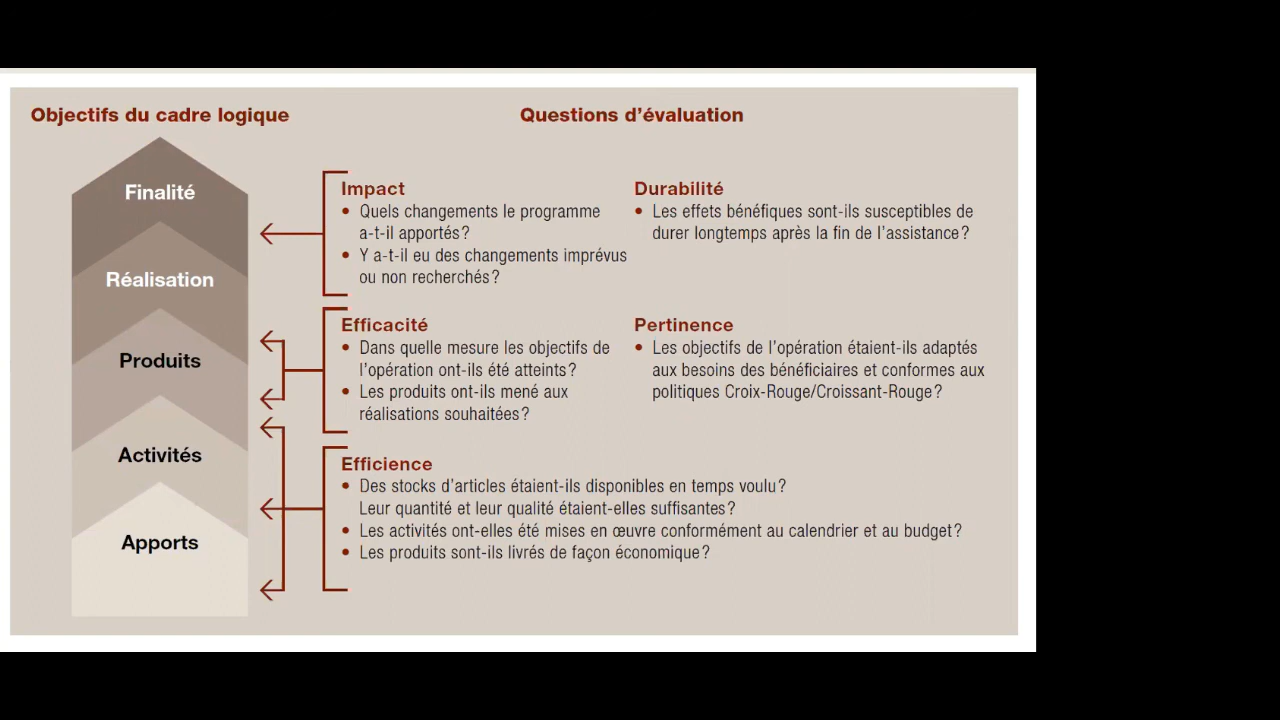 Objectifs du cadre logique
Questions d'évaluation
Finalité
Réalisation
Produits
Activités
Apports
Impact
• Quels changements le programme
a-t-il apportés?
• Y a-t-il eu des changements imprévus
ou non recherchés?
Durabilité
• Les effets bénéfiques sont-ils susceptibles de
durer longtemps après la fin de l'assistance?
Efficacité
• Dans quelle mesure les objectifs de
l'opération ont-ils été atteints?
• Les produits ont-ils mené aux
réalisations souhaitées?
Pertinence
• Les objectifs de l'opération étaient-ils adaptés
aux besoins des bénéficiaires et conformes aux
politiques Croix-Rouge/Croissant-Rouge?
Efficience
• Des stocks d'articles étaient-ils disponibles en temps voulu?
Leur quantité et leur qualité étaient-elles suffisantes?
• Les activités ont-elles été mises en œuvre conformément au calendrier et au budget?
• Les produits sont-ils livrés de façon économique?